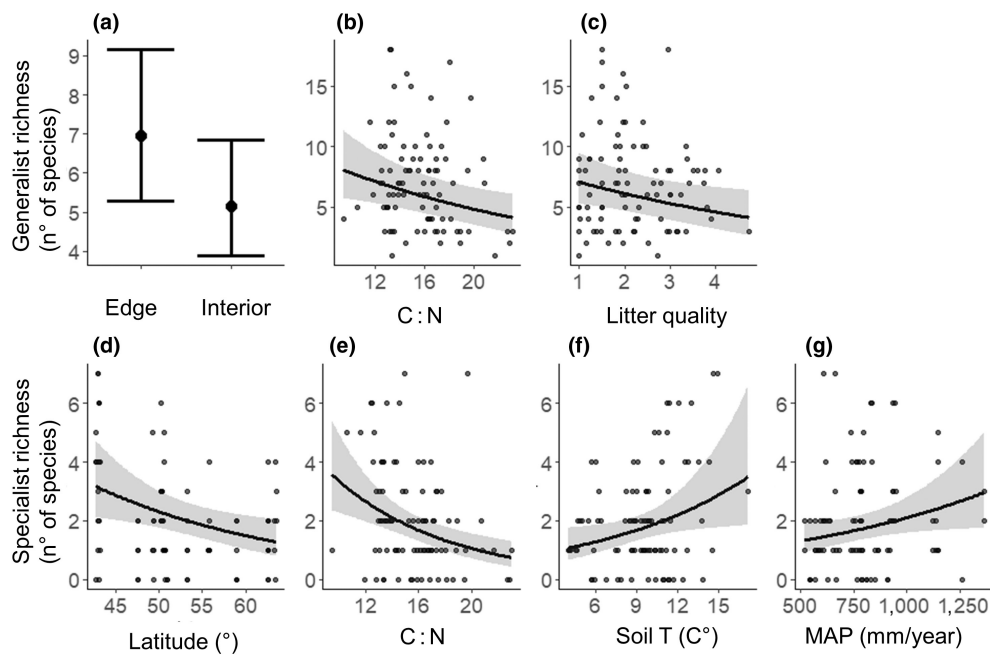 (a)
(b)
(c)
Generalist richness
(n° of species)
9
8
7
6
5
4
Edge
Interior
15
10
5
12
16
20
C : N
15
10
5
1
2
3
4
Litter quality
(d)
(e)
(f)
(g)
Specialist richness
(n° of species)
6
4
2
0
45
50
55
60
Latitude (°)
6
4
2
0
12
16
20
C : N
6
4
2
0
6
9
12
15
Soil T (C°)
6
4
2
0
500
750
1,000
1,250
MAP (mm/year)